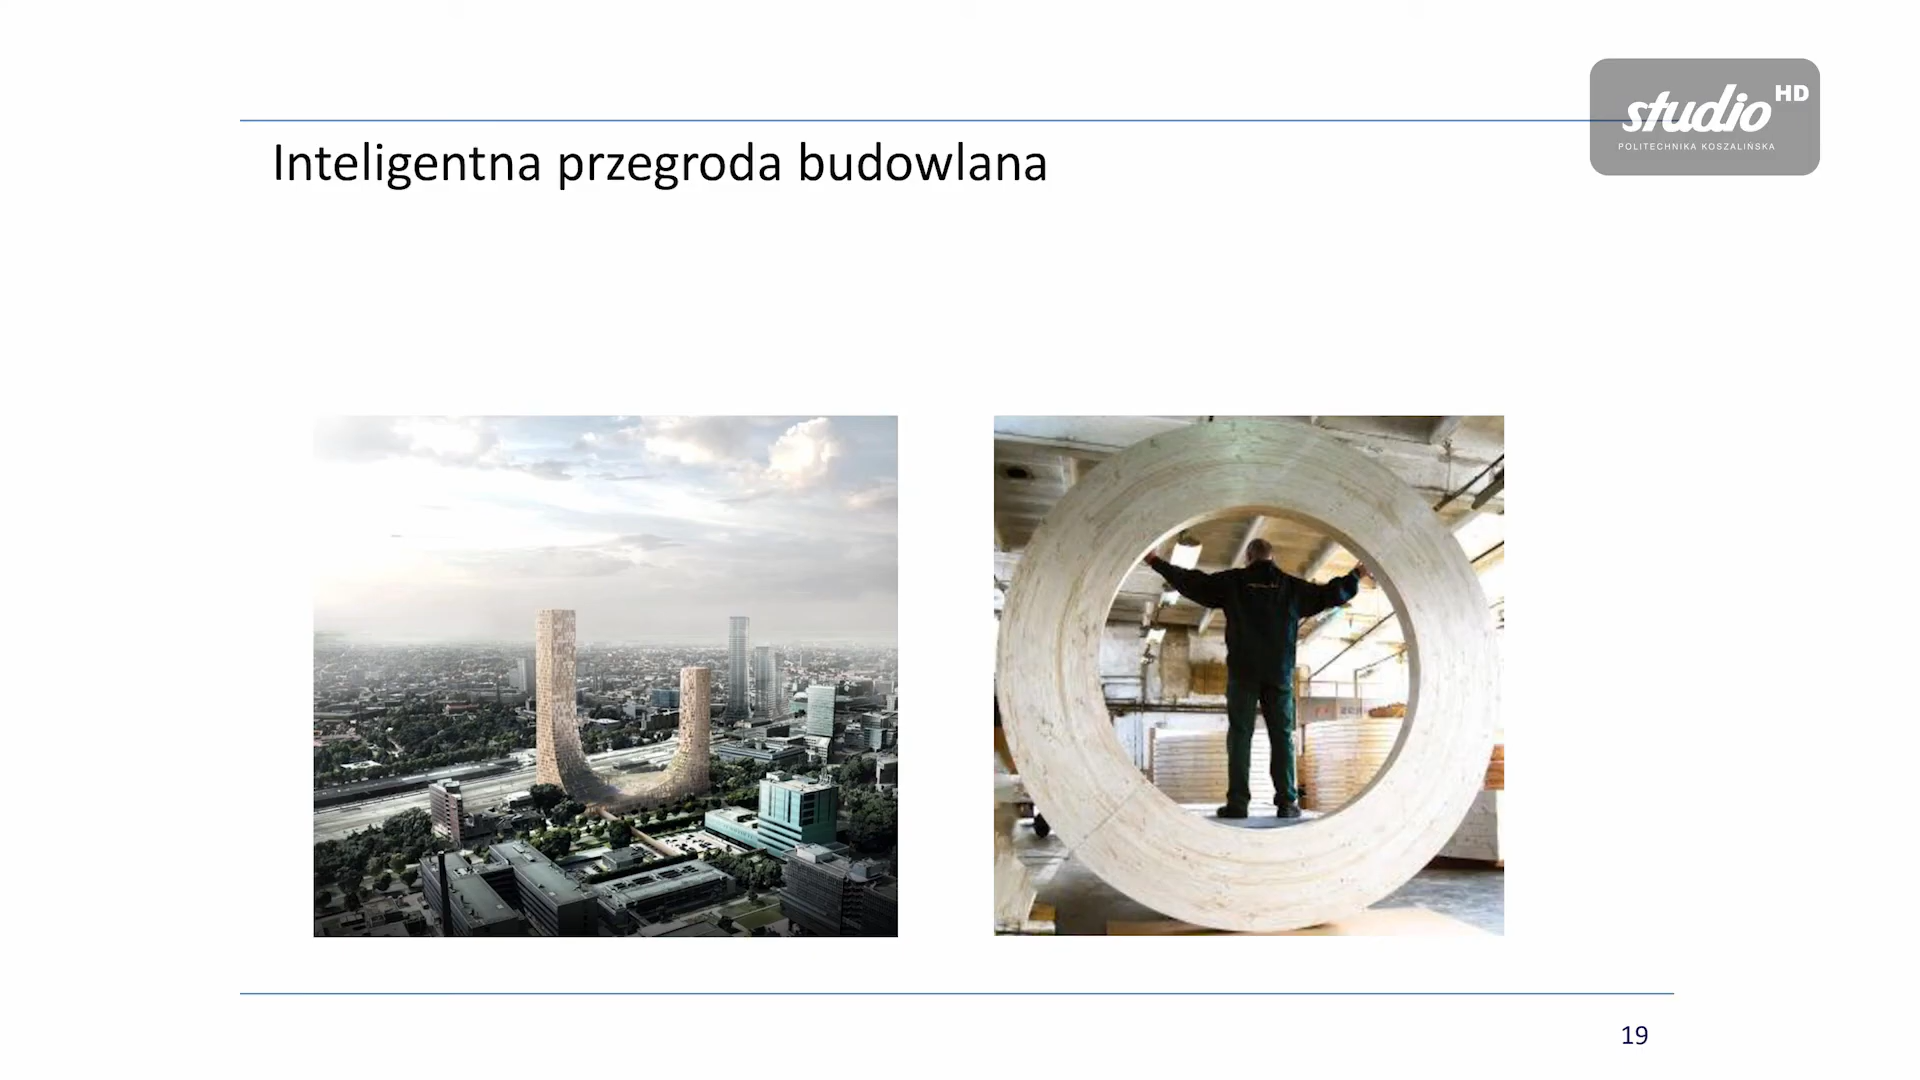 studio HD
POLITECHNIKA KOSZALIŃSKA
Inteligentna przegroda budowlana
19